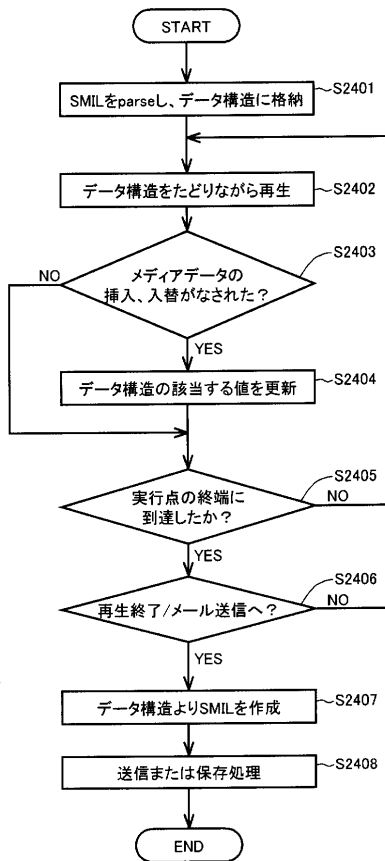 START
SMILをparseし、データ構造に格納
S2401
データ構造をたどりながら再生
S2402
メディアデータの
挿入、入替がなされた？
S2403
NO
YES
データ構造の該当する値を更新
S2404
実行点の終端に
到達したか？
S2405
NO
YES
再生終了/メール送信へ？
S2406
NO
YES
データ構造よりSMILを作成
S2407
送信または保存処理
S2408
END